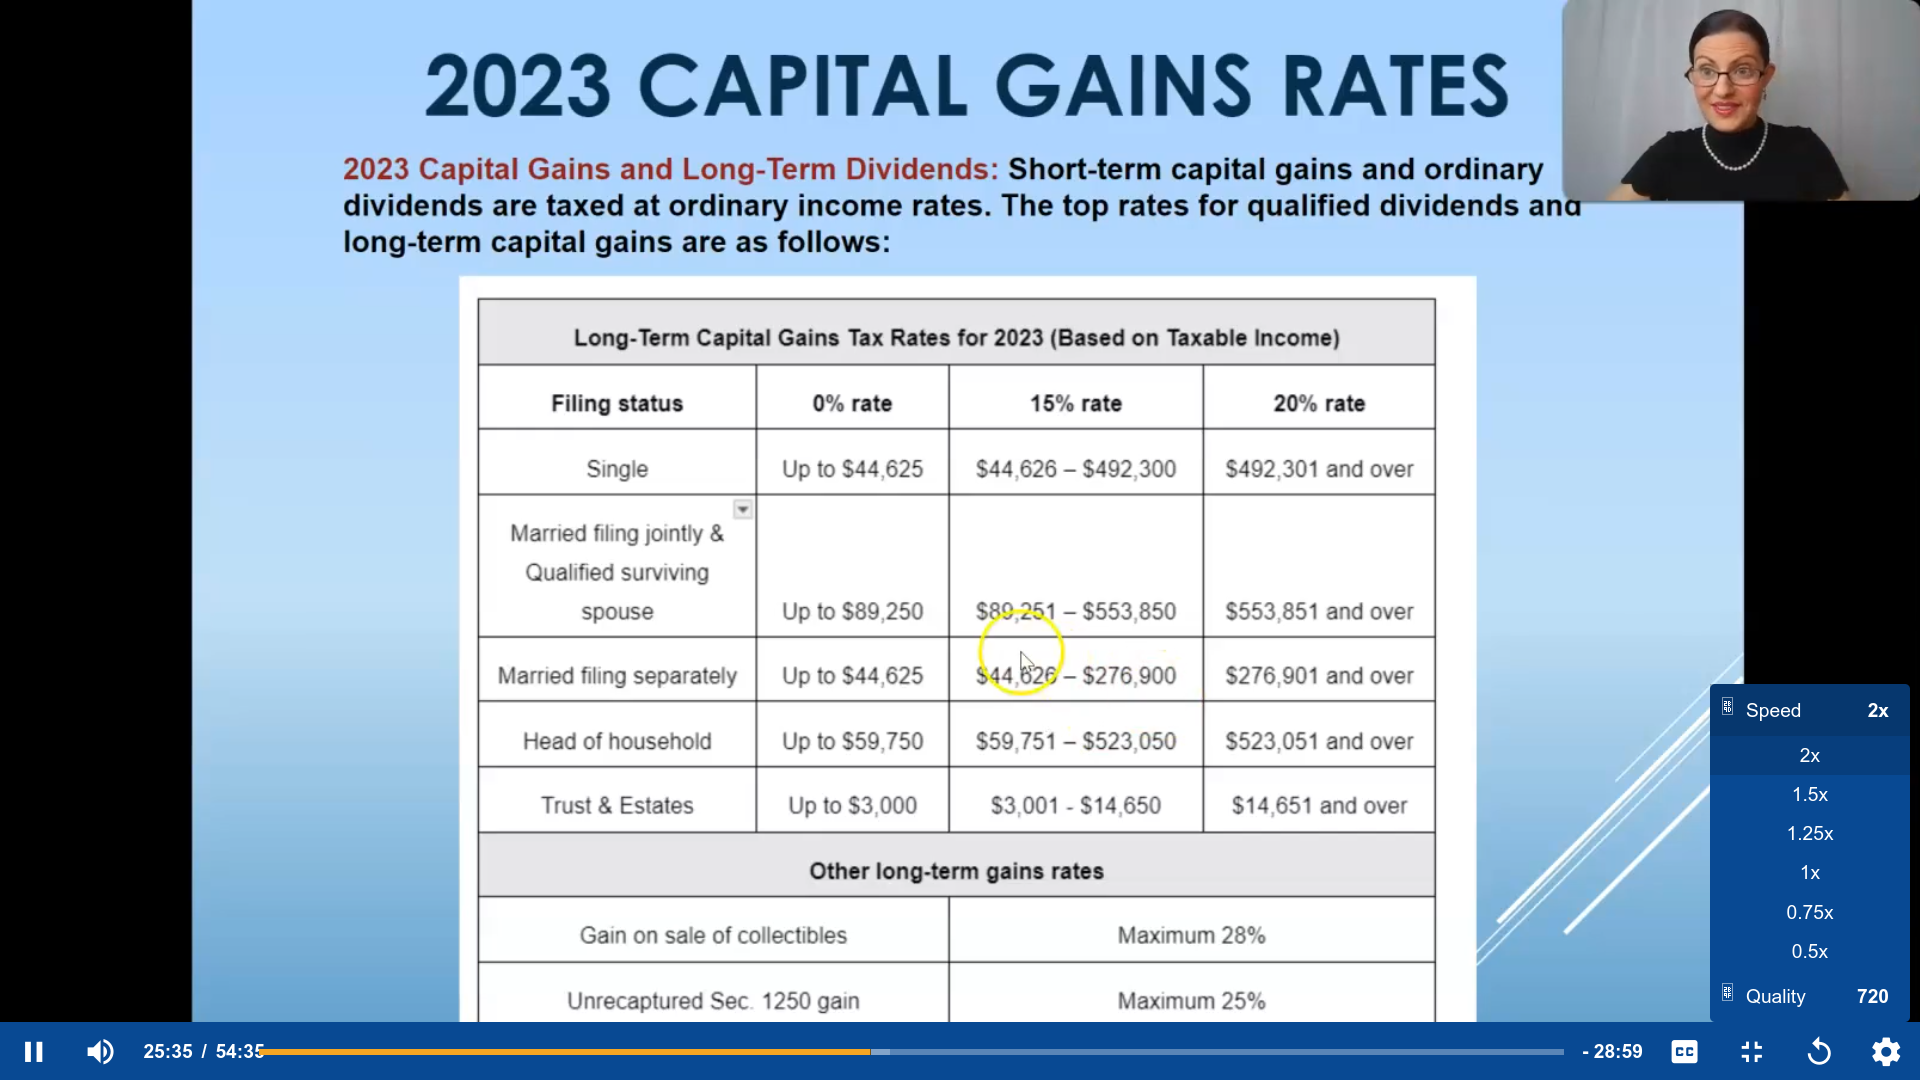 2023 CAPITAL GAINS RATES
2023 Capital Gains and Long-Term Dividends: Short-term capital gains and ordinary
dividends are taxed at ordinary income rates. The top rates for qualified dividends and
long-term capital gains are as follows:
Long-Term Capital Gains Tax Rates for 2023 (Based on Taxable Income)
Filing status 0% rate 15% rate 20% rate
Single Up to $44,625 $44,626 – $492,300 $492,301 and over
Married filing jointly &
Qualified surviving
spouse Up to $89,250 $89,251 – $553,850 $553,851 and over
Married filing separately Up to $44,625 $44,626 – $276,900 $276,901 and over
Head of household Up to $59,750 $59,751 – $523,050 $523,051 and over
Trust & Estates Up to $3,000 $3,001 - $14,650 $14,651 and over
Other long-term gains rates
Gain on sale of collectibles Maximum 28%
Unrecaptured Sec. 1250 gain Maximum 25%
Speed 2x
2x
1.5x
1.25x
1x
0.75x
0.5x
Quality 720
25:35 / 54:35 - 28:59 CC